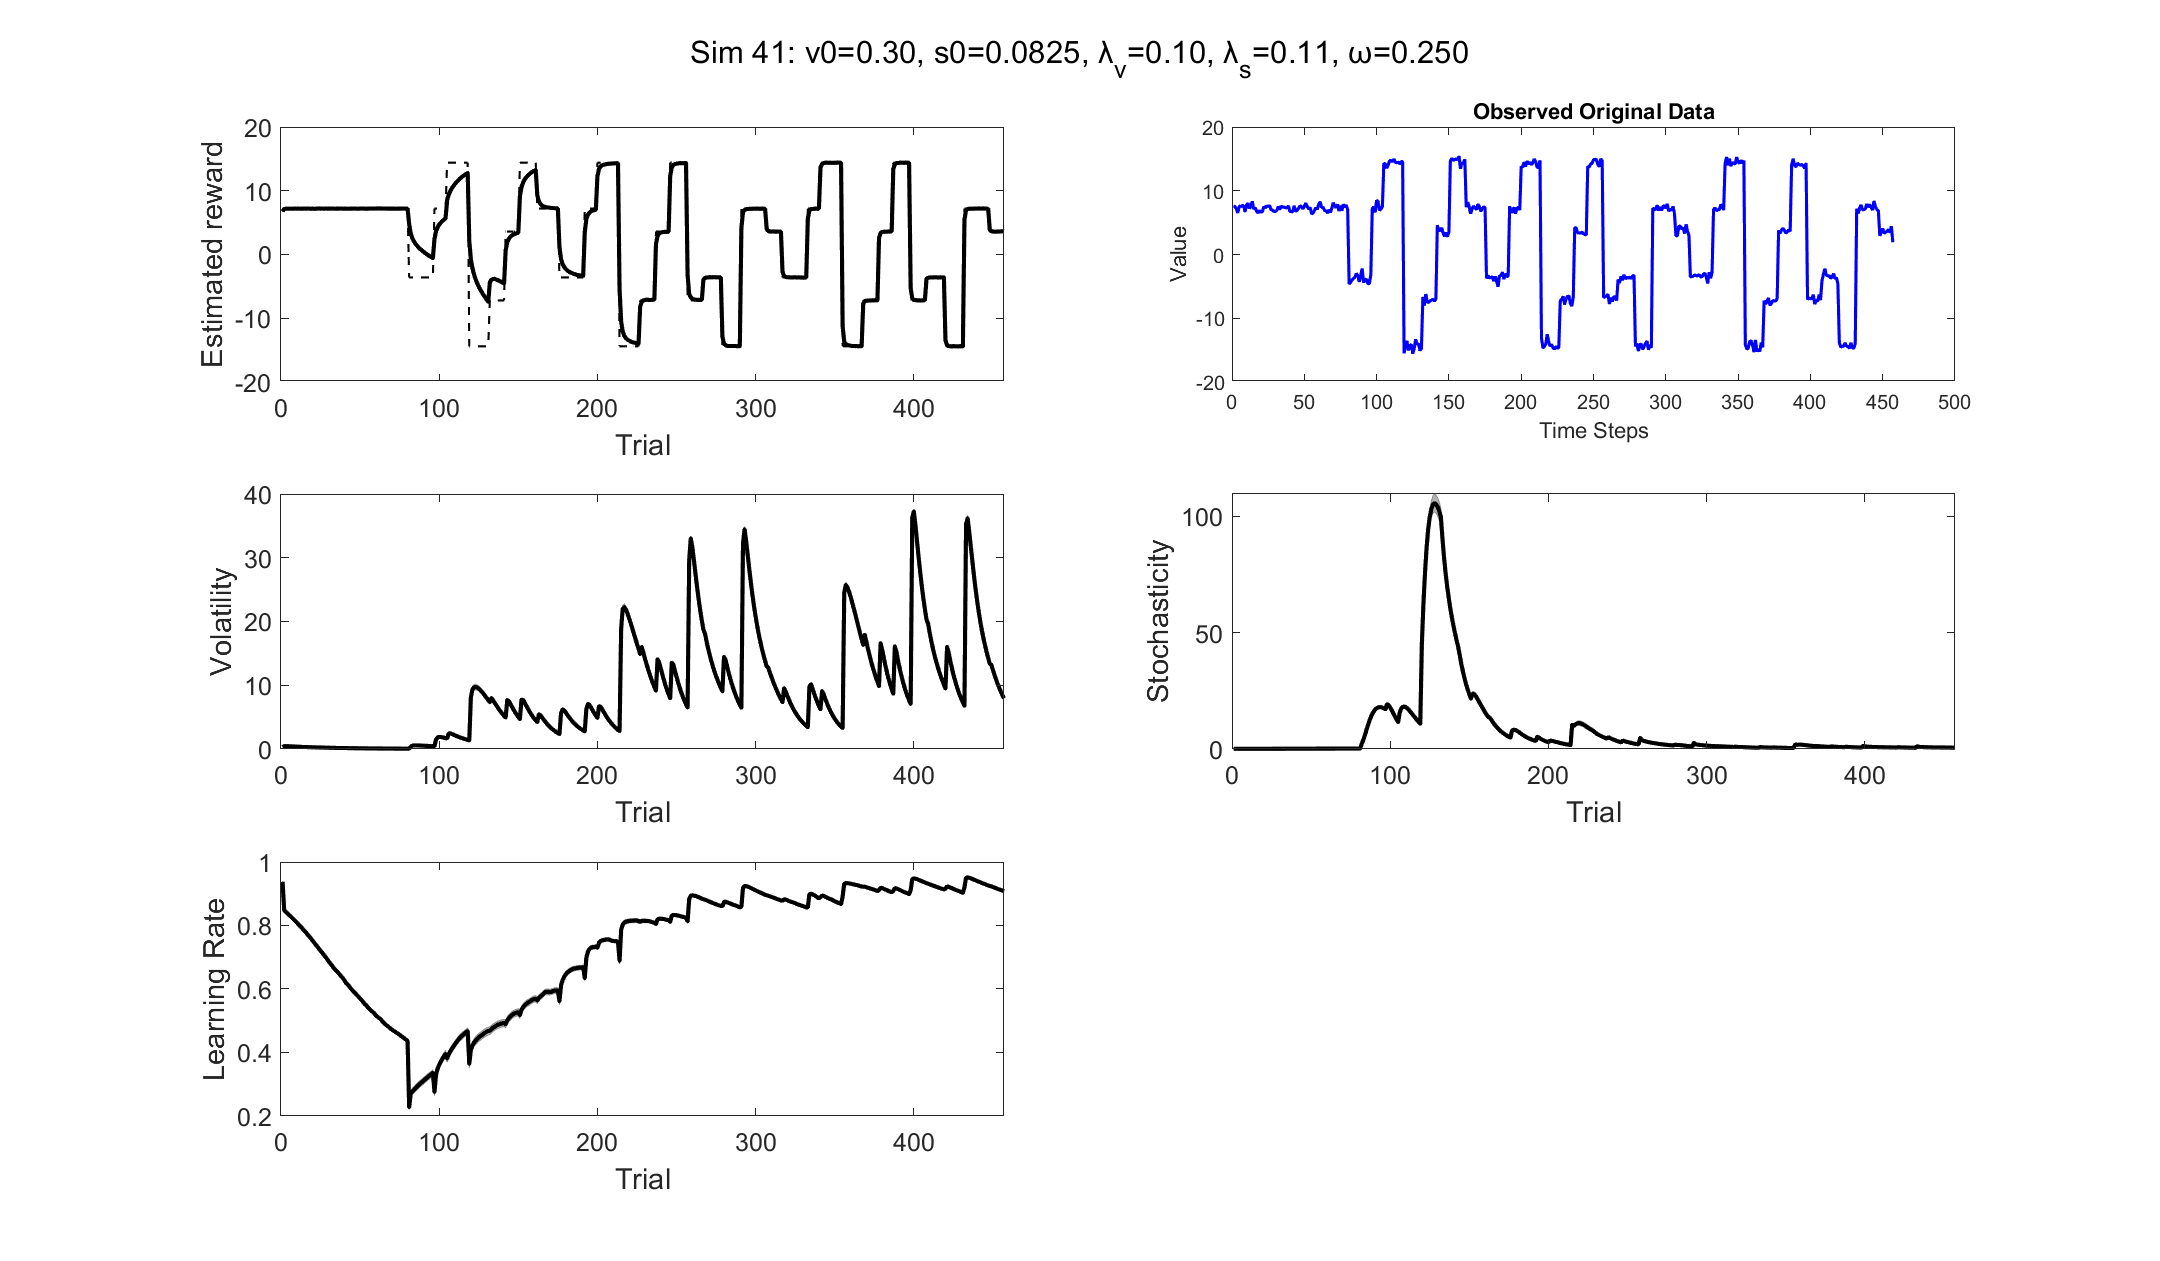 Sim 41: v0=0.30, s0=0.0825, λv=0.10, λs=0.11, ω=0.250
Estimated reward
20
10
0
-10
-20
0 100 200 300 400
Trial
Observed Original Data
Value
20
10
0
-10
-20
0 50 100 150 200 250 300 350 400 450 500
Time Steps
Volatility
40
30
20
10
0
0 100 200 300 400
Trial
Stochasticity
100
50
0
0 100 200 300 400
Trial
Learning Rate
1
0.8
0.6
0.4
0.2
0 100 200 300 400
Trial